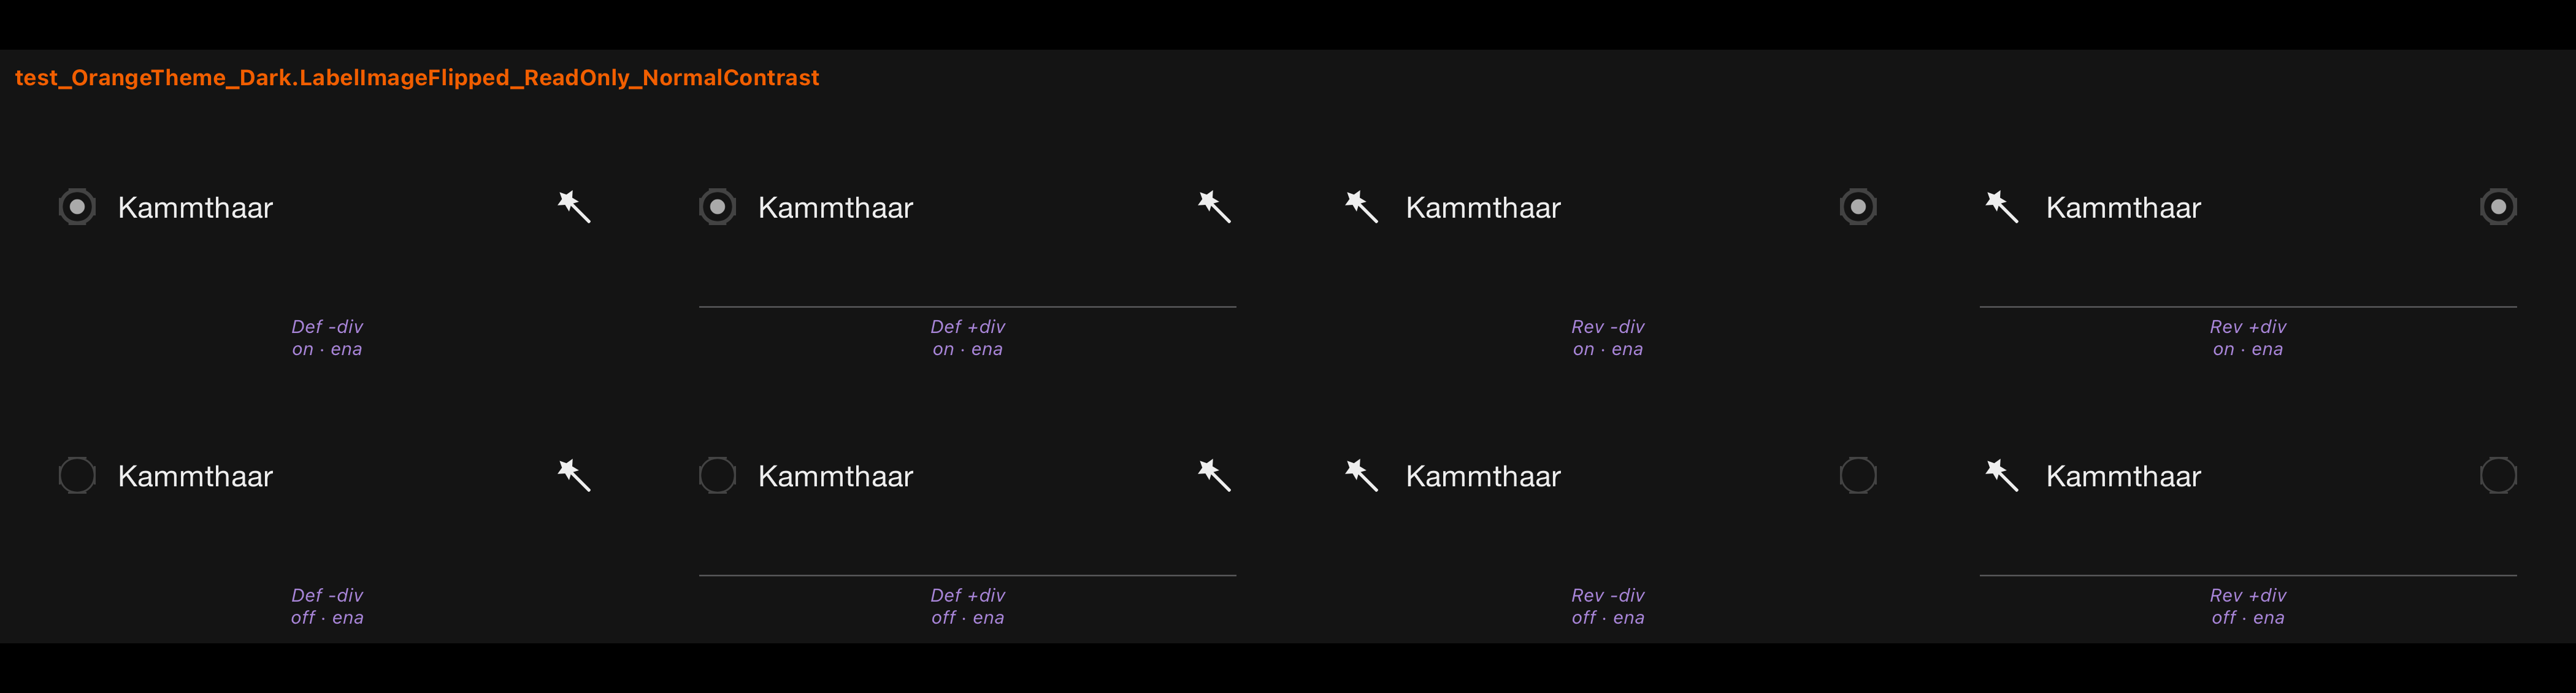 test_OrangeTheme_Dark.LabelImageFlipped_ReadOnly_NormalContrast
Kammthaar
Kammthaar
Kammthaar
Kammthaar
Def -div
on · ena
Def +div
on · ena
Rev -div
on · ena
Rev +div
on · ena
Kammthaar
Kammthaar
Kammthaar
Kammthaar
Def -div
off · ena
Def +div
off · ena
Rev -div
off · ena
Rev +div
off · ena